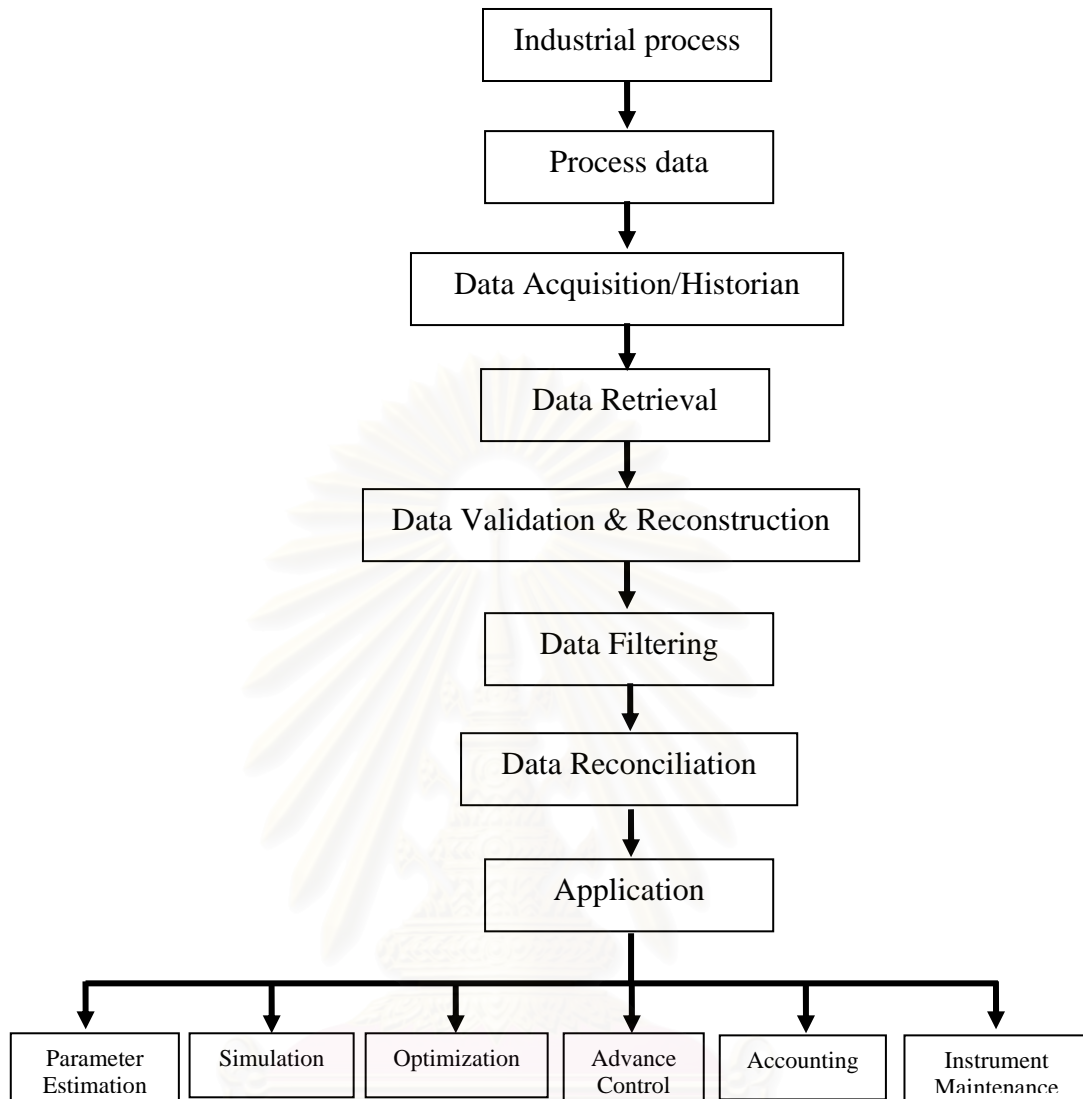 Industrial process
Process data
Data Acquisition/Historian
Data Retrieval
Data Validation & Reconstruction
Data Filtering
Data Reconciliation
Application
Parameter
Estimation
Simulation
Optimization
Advance
Control
Accounting
Instrument
Maintenance